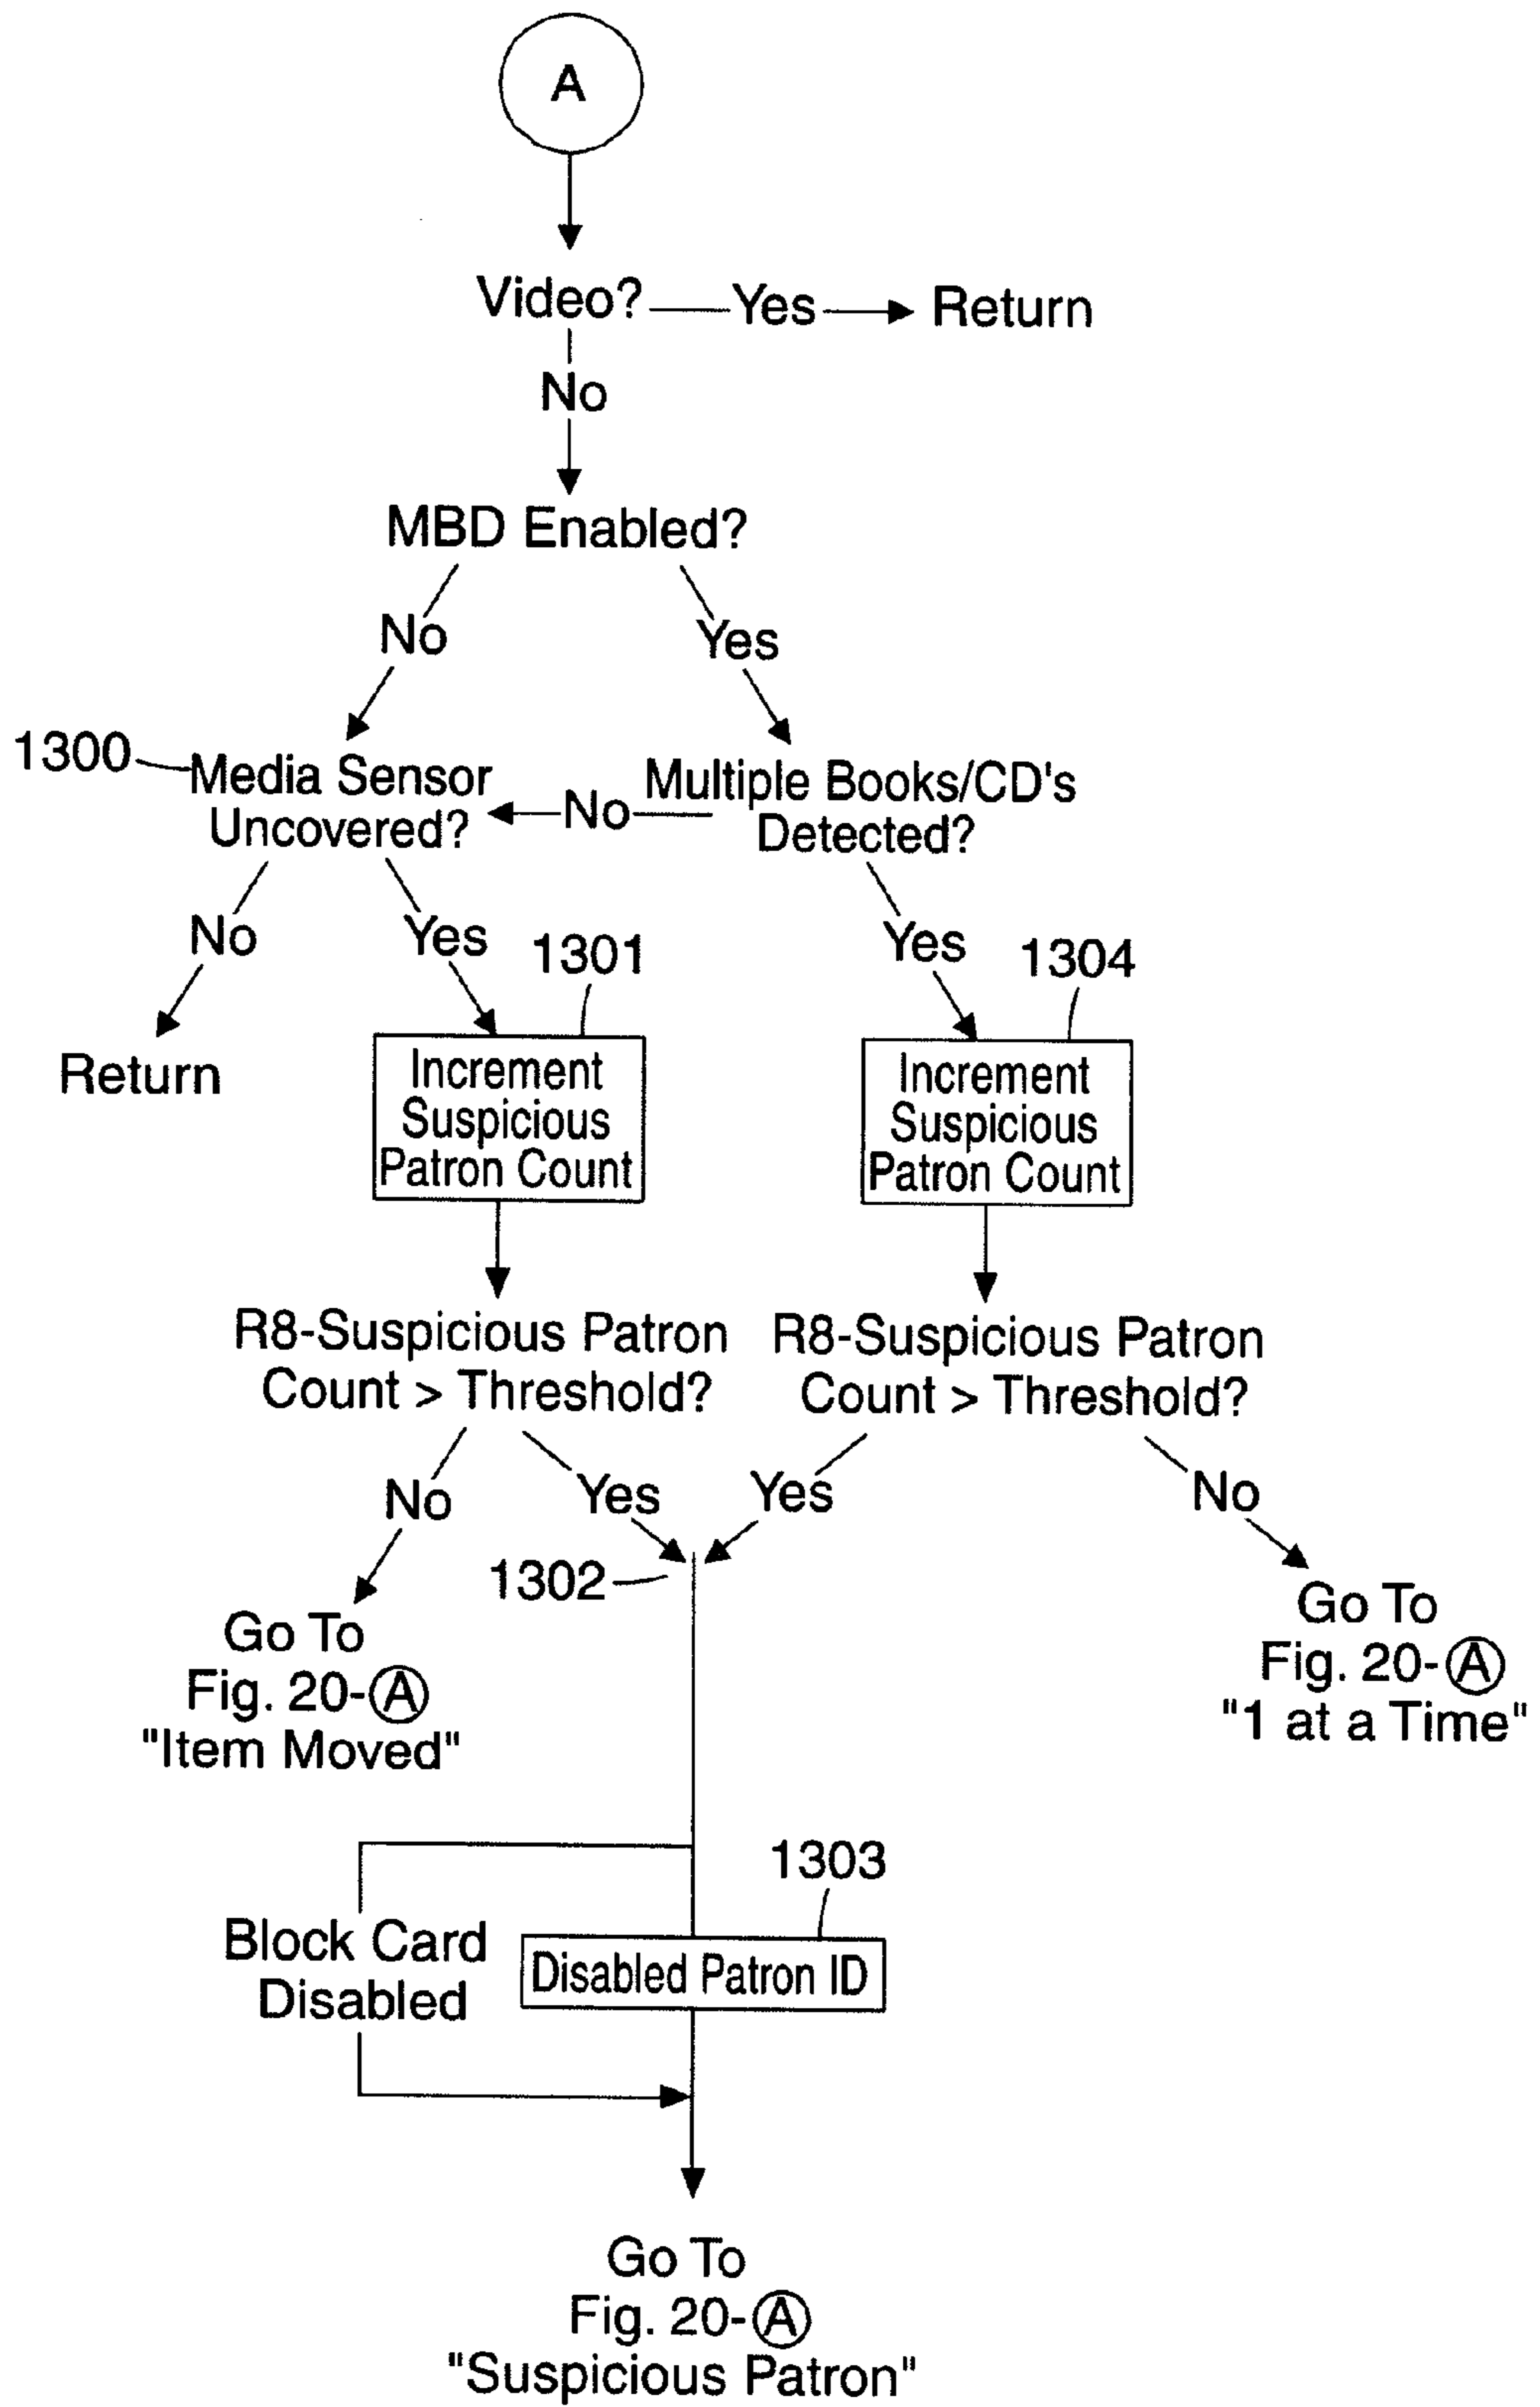 A
Video? Yes Return
No
MBD Enabled?
No Yes
1300 Media Sensor
Uncovered?
No
Multiple Books/CD's
Detected?
No Yes 1301
Yes 1304
Return
Increment
Suspicious
Patron Count
Increment
Suspicious
Patron Count
R8-Suspicious Patron
Count > Threshold?
R8-Suspicious Patron
Count > Threshold?
No Yes Yes No
1302
Go To
Fig. 20-A
"Item Moved"
Go To
Fig. 20-A
"1 at a Time"
1303
Block Card
Disabled
Disabled Patron ID
Go To
Fig. 20-A
"Suspicious Patron"